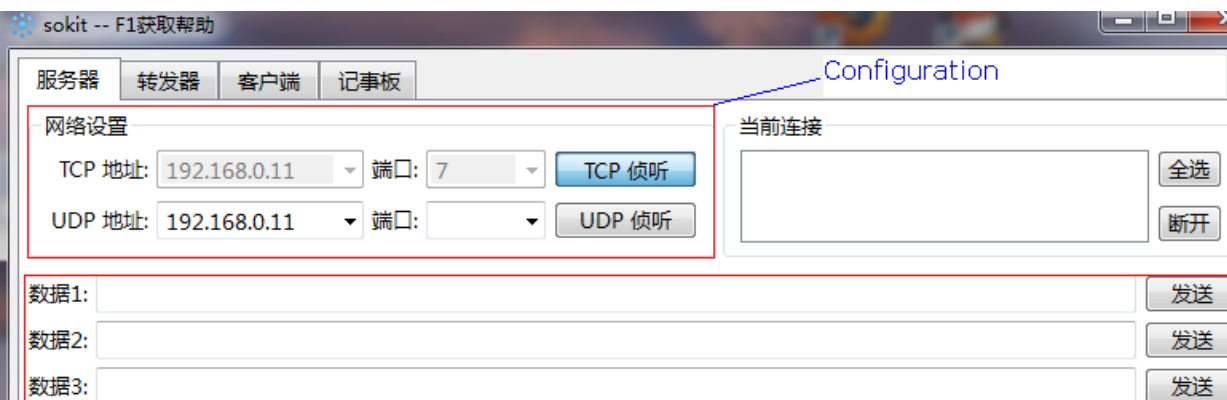 sokit -- F1获取帮助
服务器 转发器 客户端 记事板
Configuration
网络设置
TCP 地址: 192.168.0.11 端口: 7 TCP 侦听
UDP 地址: 192.168.0.11 端口: UDP 侦听
当前连接
全选
断开
数据1: 发送
数据2: 发送
数据3: 发送